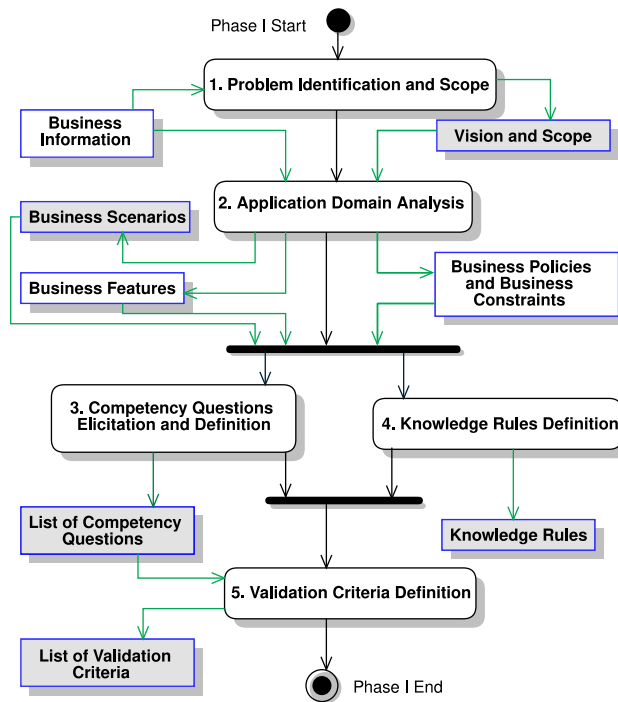 Phase I Start
1. Problem Identification and Scope
Business
Information
Vision and Scope
2. Application Domain Analysis
Business Scenarios
Business Features
Business Policies
and Business
Constraints
3. Competency Questions
Elicitation and Definition
4. Knowledge Rules Definition
List of Competency
Questions
Knowledge Rules
5. Validation Criteria Definition
List of Validation
Criteria
Phase I End